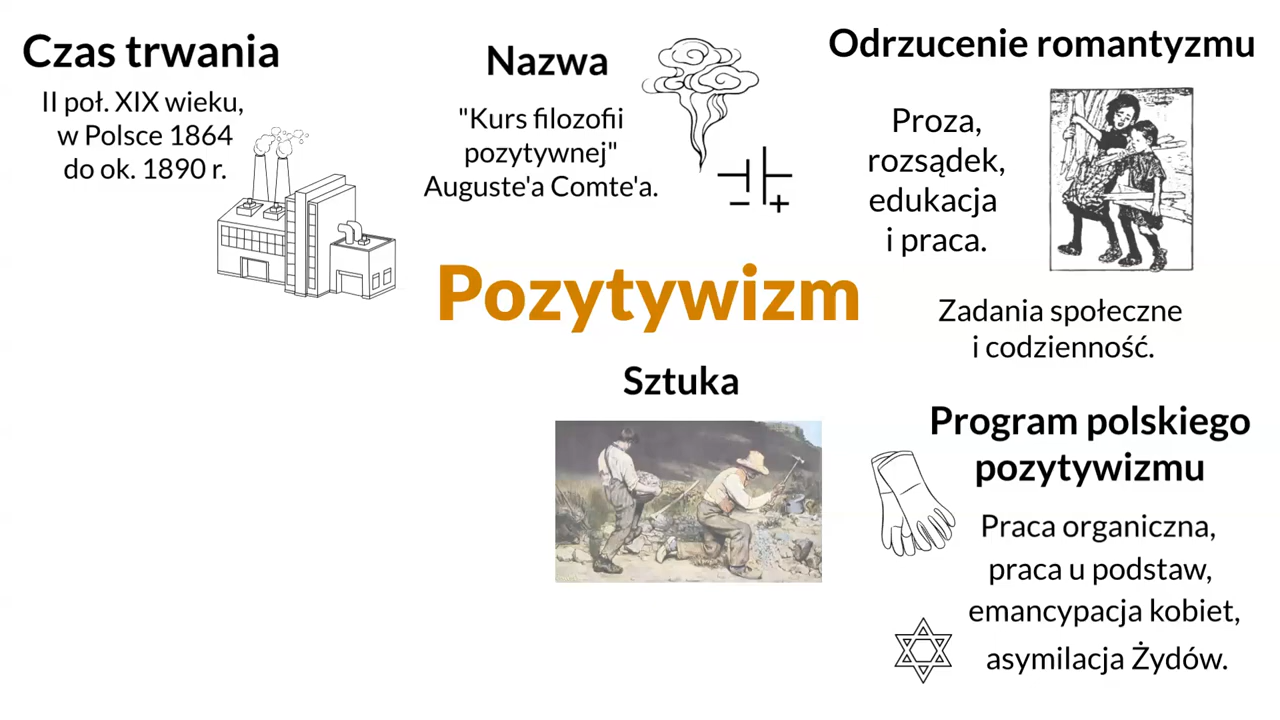 Czas trwania
II poł. XIX wieku,
w Polsce 1864
do ok. 1890 r.
Nazwa
"Kurs filozofii
pozytywnej"
Auguste'a Comte'a.
Odrzucenie romantyzmu
Proza,
rozsądek,
edukacja
i praca.
Zadania społeczne
i codzienność.
Pozytywizm
Sztuka
Program polskiego
pozytywizmu
Praca organiczna,
praca u podstaw,
emancypacja kobiet,
asymilacja Żydów.